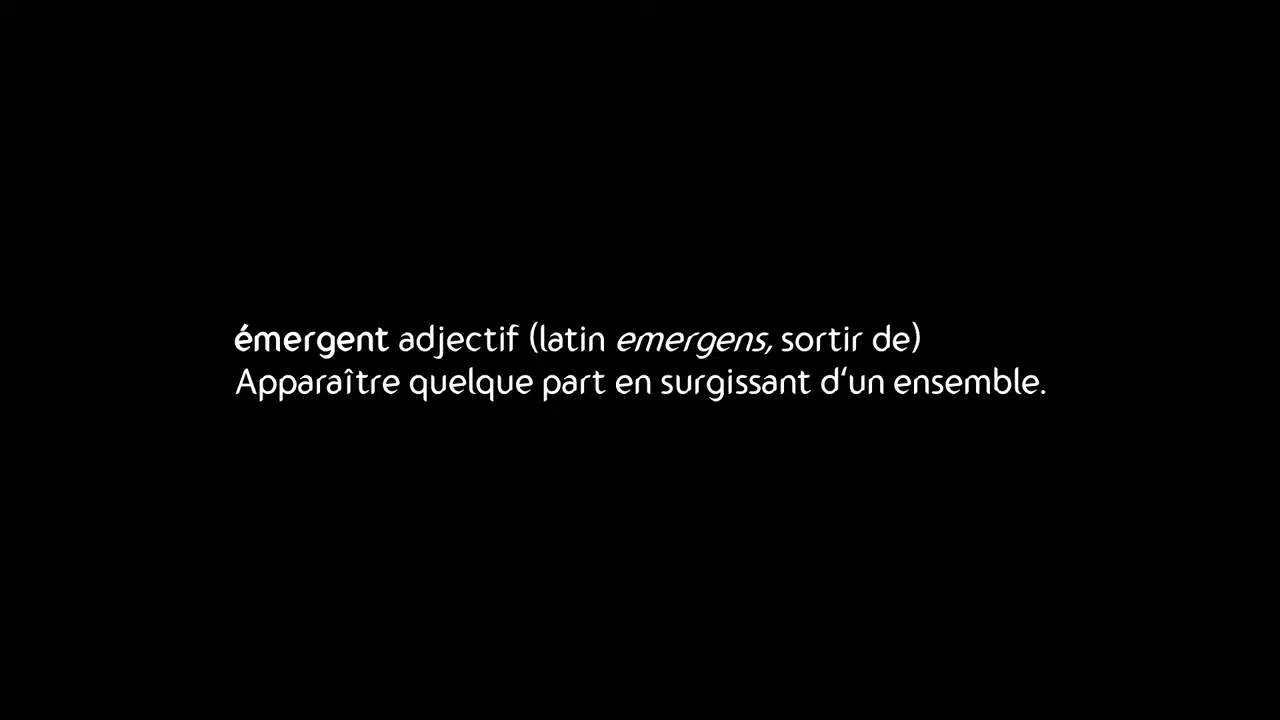 émergent adjectif (latin emergens, sortir de)
Apparaître quelque part en surgissant d‘un ensemble.